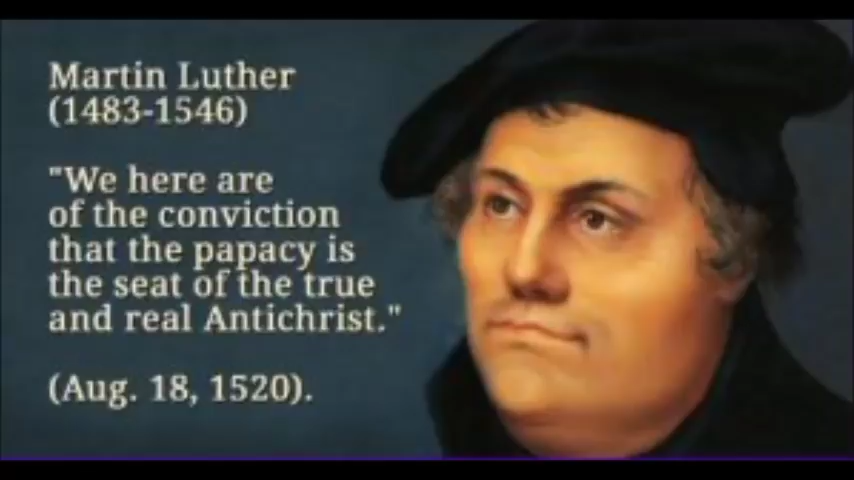 Martin Luther
(1483-1546)
"We here are
of the conviction
that the papacy is
the seat of the true
and real Antichrist."
(Aug. 18, 1520).